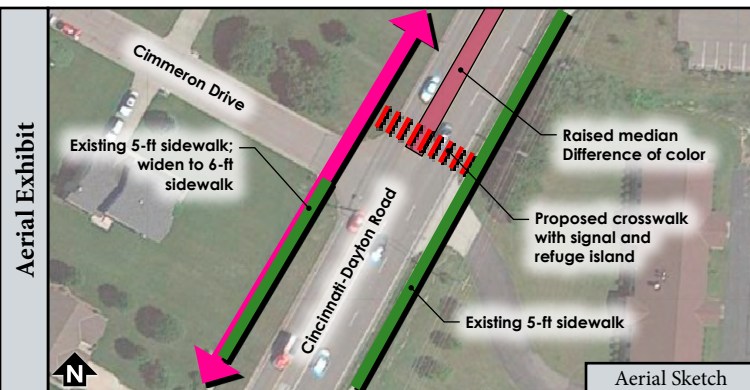 Aerial Exhibit
Cimmeron Drive
Existing 5-ft sidewalk;
widen to 6-ft
sidewalk
Cincinnati-Dayton Road
Raised median
Difference of color
Proposed crosswalk
with signal and
refuge island
Existing 5-ft sidewalk
N
Aerial Sketch